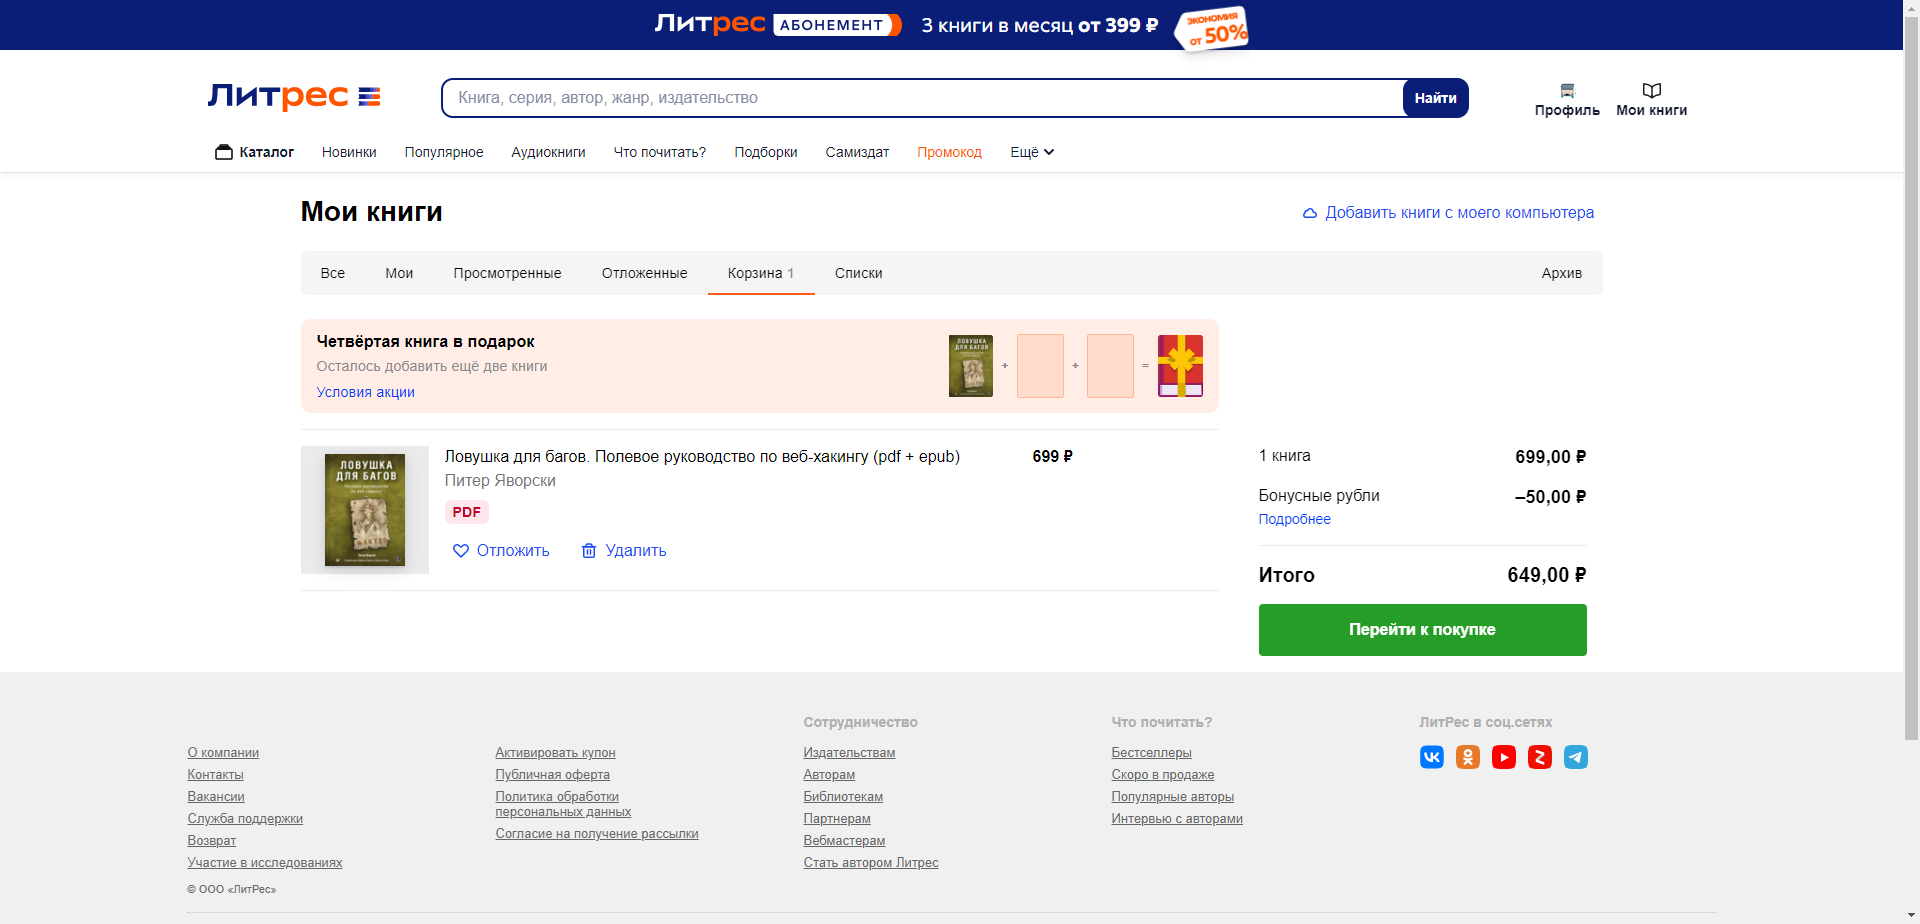 Литрес АБОНЕМЕНТ 3 книги в месяц от 399 ₽ ЭКОНОМИЯ от 50%
Литрес
Книга, серия, автор, жанр, издательство
Найти
Профиль
Мои книги
Каталог Новинки Популярное Аудиокниги Что почитать? Подборки Самиздат Промокод Ещё
Мои книги
Добавить книги с моего компьютера
Все Мои Просмотренные Отложенные Корзина 1 Списки Архив
Четвёртая книга в подарок
Осталось добавить ещё две книги
Условия акции
ЛОВУШКА
ДЛЯ БАГОВ
+ + =
ЛОВУШКА
ДЛЯ БАГОВ
Ловушка для багов. Полевое руководство по веб-хакингу (pdf + epub)
699 ₽
Питер Яворски
PDF
Отложить
Удалить
1 книга 699,00 ₽
Бонусные рубли –50,00 ₽
Подробнее
Итого 649,00 ₽
Перейти к покупке
О компании
Контакты
Вакансии
Служба поддержки
Возврат
Участие в исследованиях
© ООО «ЛитРес»
Активировать купон
Публичная оферта
Политика обработки
персональных данных
Согласие на получение рассылки
Сотрудничество
Издательствам
Авторам
Библиотекам
Партнерам
Вебмастерам
Стать автором Литрес
Что почитать?
Бестселлеры
Скоро в продаже
Популярные авторы
Интервью с авторами
ЛитРес в соц.сетях